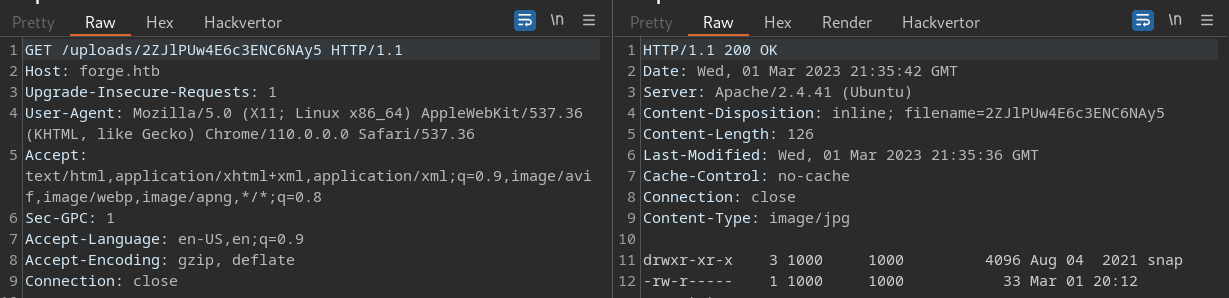 Pretty Raw Hex Hackvertor \n
1 GET /uploads/2ZJlPUw4E6c3ENC6NAy5 HTTP/1.1
2 Host: forge.htb
3 Upgrade-Insecure-Requests: 1
4 User-Agent: Mozilla/5.0 (X11; Linux x86_64) AppleWebKit/537.36
(KHTML, like Gecko) Chrome/110.0.0.0 Safari/537.36
5 Accept:
text/html,application/xhtml+xml,application/xml;q=0.9,image/avi
f,image/webp,image/apng,*/*;q=0.8
6 Sec-GPC: 1
7 Accept-Language: en-US,en;q=0.9
8 Accept-Encoding: gzip, deflate
9 Connection: close
Pretty Raw Hex Render Hackvertor \n
1 HTTP/1.1 200 OK
2 Date: Wed, 01 Mar 2023 21:35:42 GMT
3 Server: Apache/2.4.41 (Ubuntu)
4 Content-Disposition: inline; filename=2ZJlPUw4E6c3ENC6NAy5
5 Content-Length: 126
6 Last-Modified: Wed, 01 Mar 2023 21:35:36 GMT
7 Cache-Control: no-cache
8 Connection: close
9 Content-Type: image/jpg
10
11 drwxr-xr-x 3 1000 1000 4096 Aug 04 2021 snap
12 -rw-r----- 1 1000 1000 33 Mar 01 20:12